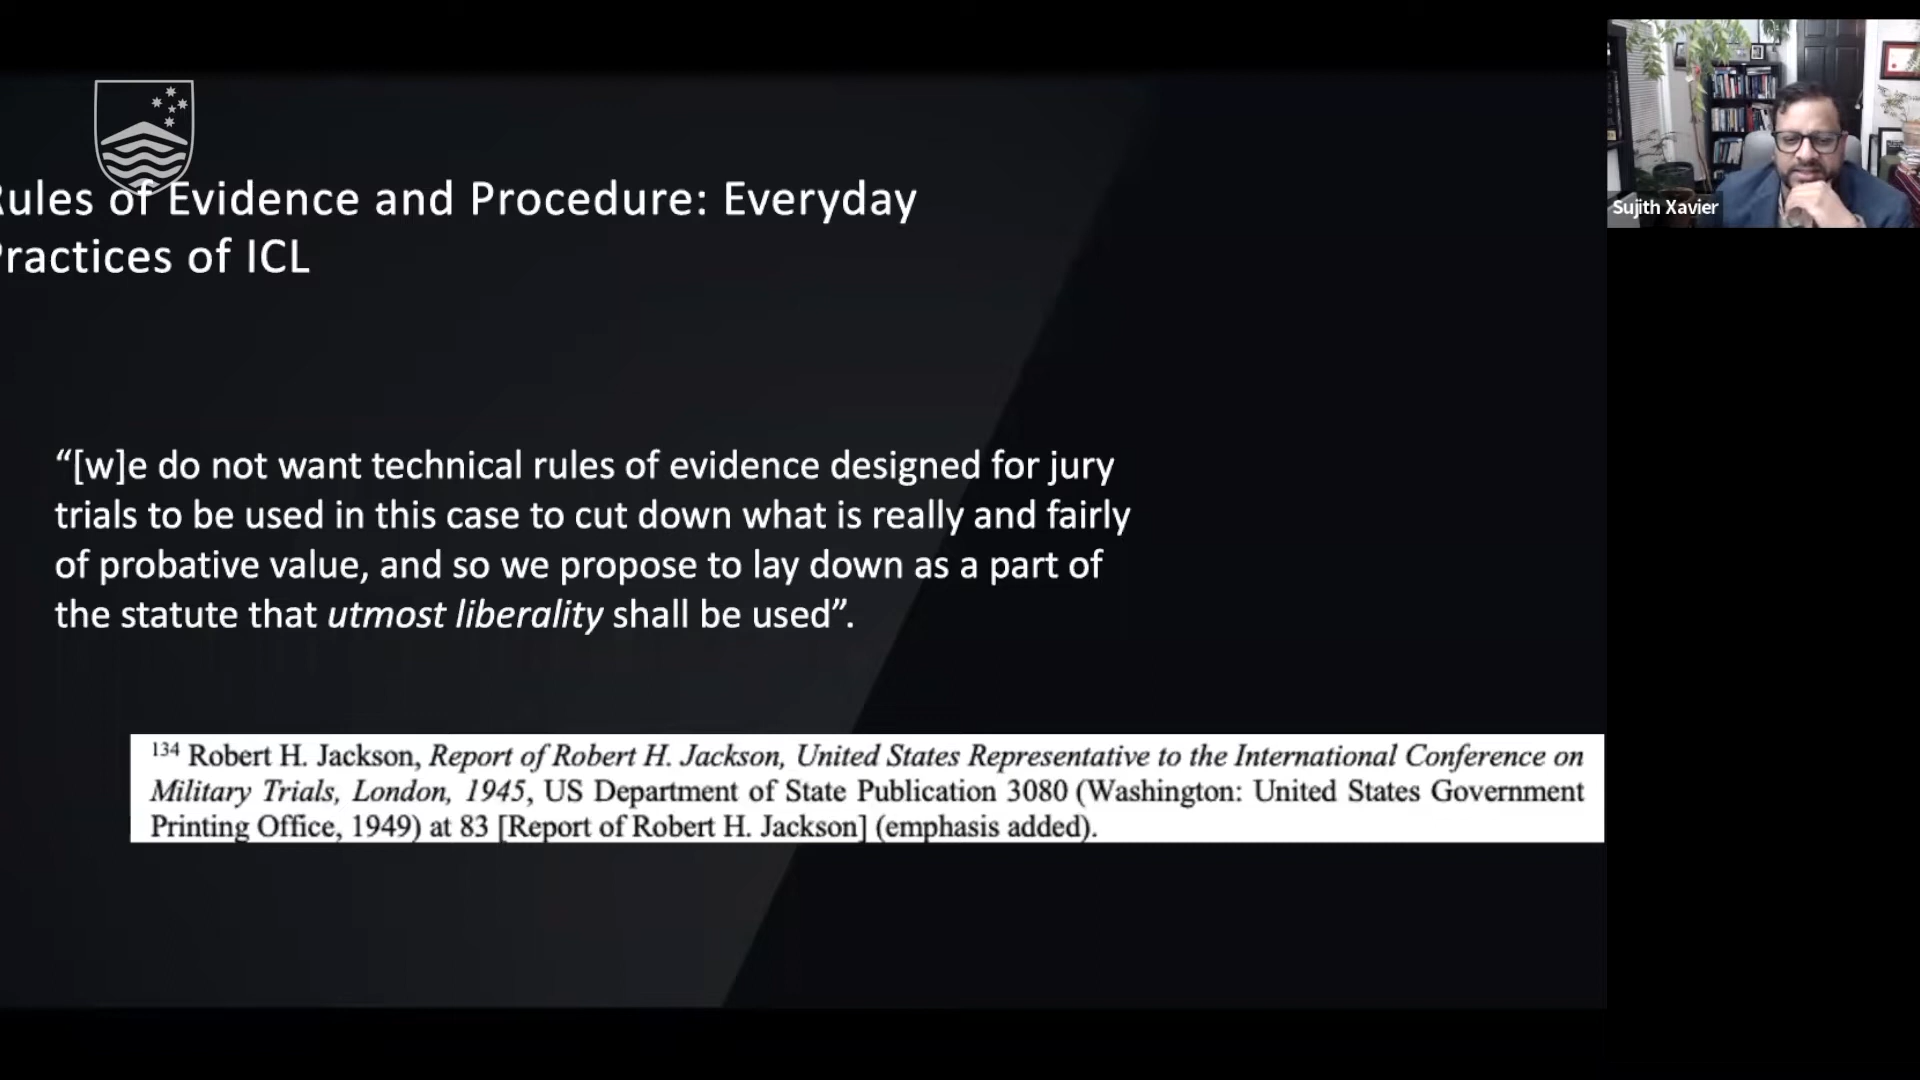 ules of Evidence and Procedure: Everyday
ractices of ICL
“[w]e do not want technical rules of evidence designed for jury
trials to be used in this case to cut down what is really and fairly
of probative value, and so we propose to lay down as a part of
the statute that utmost liberality shall be used”.
134 Robert H. Jackson, Report of Robert H. Jackson, United States Representative to the International Conference on
Military Trials, London, 1945, US Department of State Publication 3080 (Washington: United States Government
Printing Office, 1949) at 83 [Report of Robert H. Jackson] (emphasis added).
Sujith Xavier